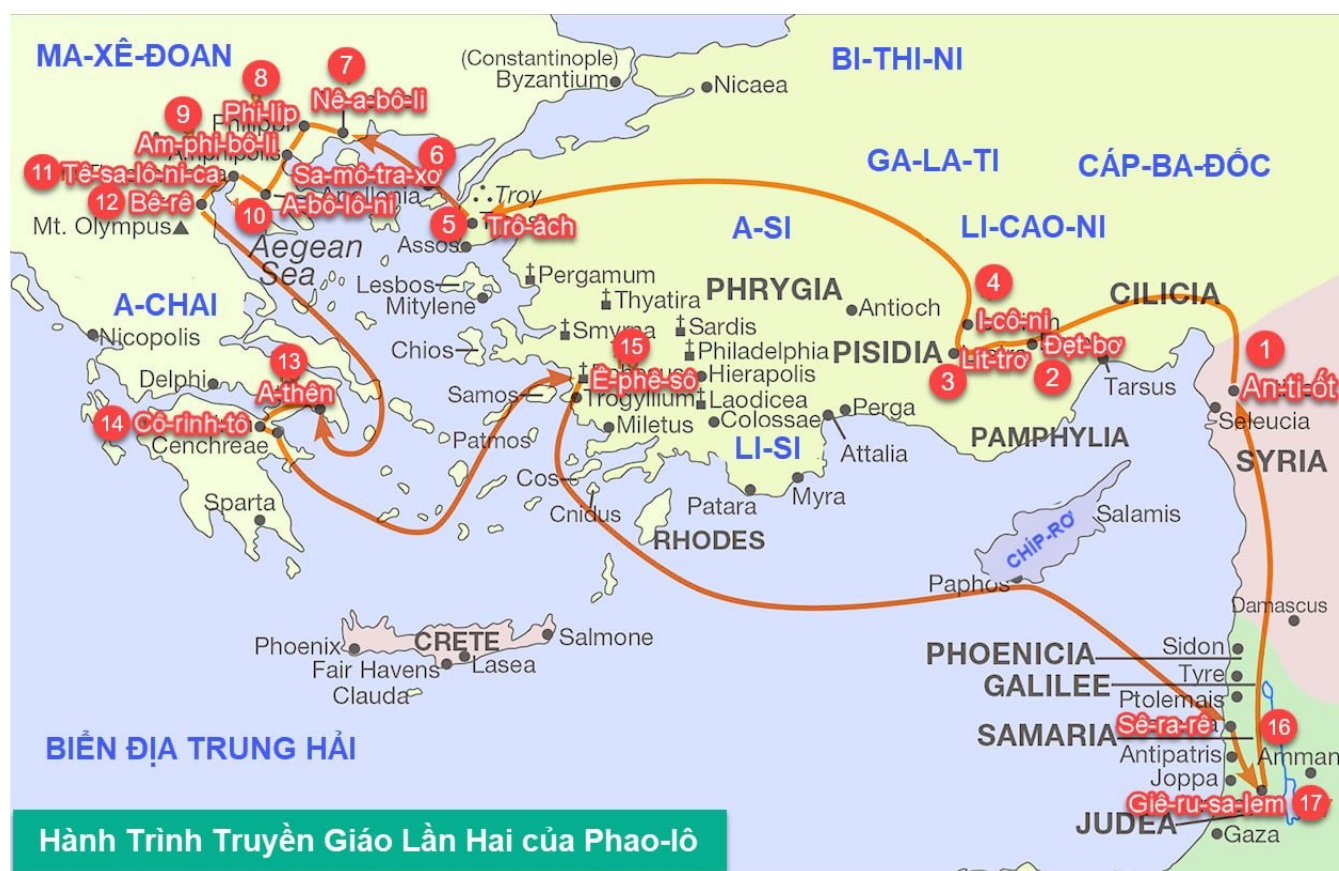 MA-XÊ-ĐOAN
7
(Constantinople)
Byzantium
Nicaea
BI-THI-NI
8
Nê-a-bô-li
Phi-líp
9
Am-phi-bô-li
11
Tê-sa-lô-ni-ca
6
Sa-mô-tra-xơ
Troy
GA-LA-TI
CÁP-BA-ĐỐC
12
Bê-rê
10
A-bô-lô-ni
5
Trô-ách
Mt. Olympus
Assos
A-SI
LI-CAO-NI
Aegean
Sea
Pergamum
Lesbos
Mitylene
Thyatira
PHRYGIA
Antioch
4
CILICIA
A-CHAI
I-cô-ni
Nicopolis
Smyrna
Sardis
Chios
15
Philadelphia
PISIDIA
Lít-trơ
Đẹt-bơ
1
13
Delphi
Ê-phê-sô
Hierapolis
3
2
Tarsus
An-ti-ốt
A-thên
Samos
Trogyllium
Laodicea
Perga
Seleucia
14
Cô-rinh-tô
Cenchreae
Patmos
Miletus
Colossae
Attalia
PAMPHYLIA
SYRIA
LI-SI
Cos
Sparta
Cnidus
Patara
Myra
RHODES
Salamis
CHÍP-RƠ
Paphos
Damascus
Phoenix
CRETE
Salmone
Fair Havens
Lasea
Clauda
PHOENICIA
Sidon
GALILEE
Tyre
Ptolemais
SAMARIA
Sê-ra-rê
16
BIỂN ĐỊA TRUNG HẢI
Antipatris
Amman
Joppa
Giê-ru-sa-lem
17
JUDEA
Gaza
Hành Trình Truyền Giáo Lần Hai của Phao-lô